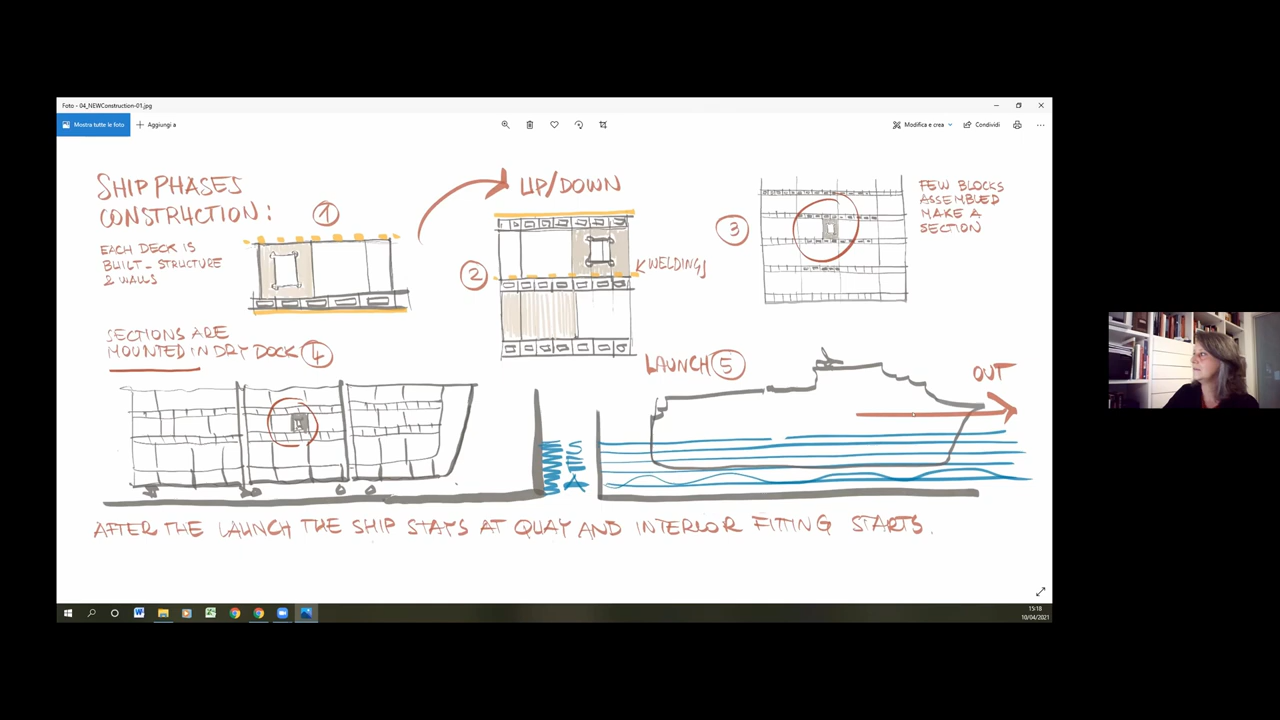 Foto - 04_NEWConstruction-01.jpg
Mostra tutte le foto
Aggiungi a
Modifica e crea
Condividi
SHIP PHASES
CONSTRUCTION:
1
EACH DECK IS
BUILT - STRUCTURE
& WALLS
UP/DOWN
2
WELDINGS
3
FEW BLOCKS
ASSEMBLED
MAKE A
SECTION
SECTIONS ARE
MOUNTED IN DRY DOCK 4
LAUNCH 5
OUT
SEA
AFTER THE LAUNCH THE SHIP STAYS AT QUAY AND INTERIOR FITTING STARTS.
15:18
10/04/2021